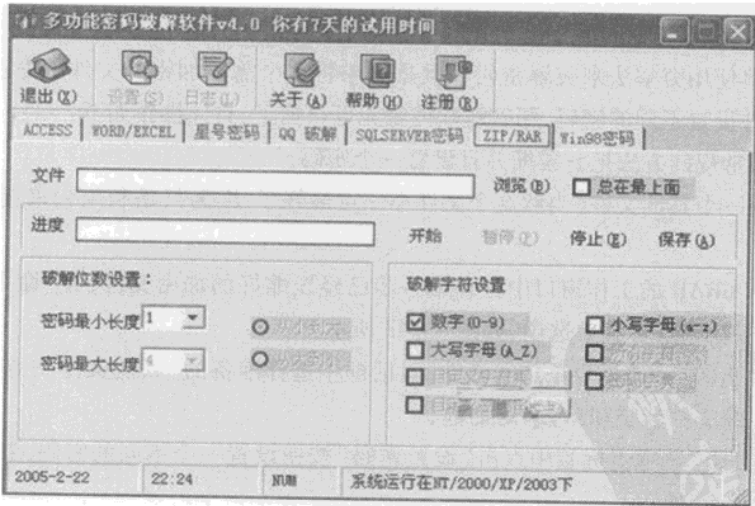 多功能密码破解软件v4.0 你有7天的试用时间
退出(X) 设置(S) 日志(L) 关于(A) 帮助(H) 注册(R)
ACCESS WORD/EXCEL 星号密码 QQ 破解 SQLSERVER密码 ZIP/RAR Win98密码
文件 浏览(B) 总在最上面
进度 开始 暂停(P) 停止(E) 保存(A)
破解位数设置： 破解字符设置
密码最小长度 1 数字(0-9) 小写字母(a-z)
密码最大长度 4 大写字母(A_Z)
2005-2-22 22:24 NUM 系统运行在NT/2000/XP/2003下